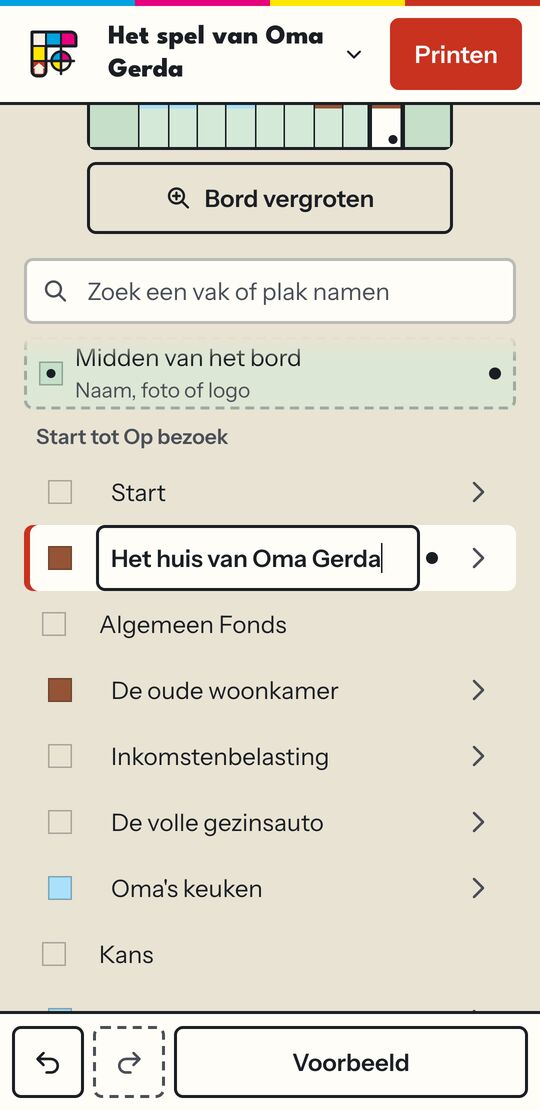 Het spel van Oma
Gerda
Printen
Bord vergroten
Zoek een vak of plak namen
Midden van het bord
Naam, foto of logo
Start tot Op bezoek
Start
Het huis van Oma Gerda
Algemeen Fonds
De oude woonkamer
Inkomstenbelasting
De volle gezinsauto
Oma's keuken
Kans
Voorbeeld